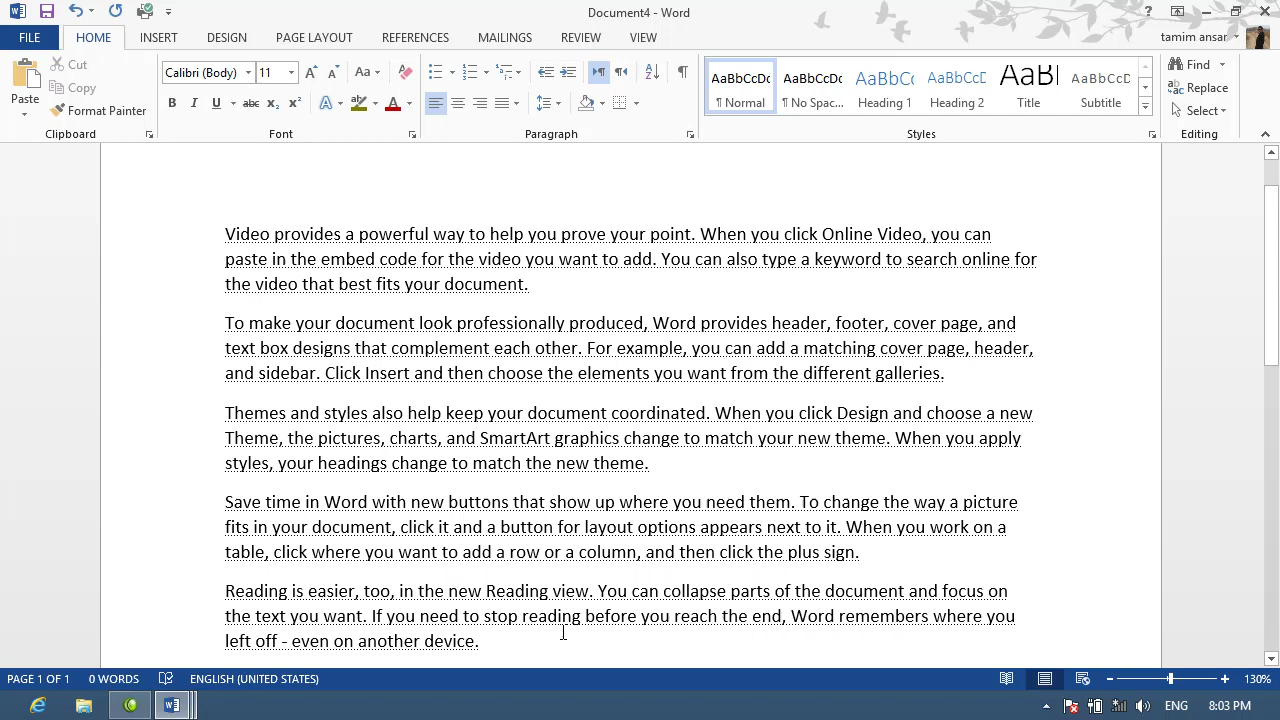 Document4 - Word
FILE HOME INSERT DESIGN PAGE LAYOUT REFERENCES MAILINGS REVIEW VIEW tamim ansar
Paste
Cut
Copy
Format Painter
Clipboard
Calibri (Body) 11
Font
Paragraph
AaBbCcDc ¶ Normal
AaBbCcDc ¶ No Spac...
AaBbCc Heading 1
AaBbCcC Heading 2
AaB Title
AaBbCcC Subtitle
Styles
Find
Replace
Select
Editing
Video provides a powerful way to help you prove your point. When you click Online Video, you can
paste in the embed code for the video you want to add. You can also type a keyword to search online for
the video that best fits your document.
To make your document look professionally produced, Word provides header, footer, cover page, and
text box designs that complement each other. For example, you can add a matching cover page, header,
and sidebar. Click Insert and then choose the elements you want from the different galleries.
Themes and styles also help keep your document coordinated. When you click Design and choose a new
Theme, the pictures, charts, and SmartArt graphics change to match your new theme. When you apply
styles, your headings change to match the new theme.
Save time in Word with new buttons that show up where you need them. To change the way a picture
fits in your document, click it and a button for layout options appears next to it. When you work on a
table, click where you want to add a row or a column, and then click the plus sign.
Reading is easier, too, in the new Reading view. You can collapse parts of the document and focus on
the text you want. If you need to stop reading before you reach the end, Word remembers where you
left off - even on another device.
PAGE 1 OF 1 0 WORDS ENGLISH (UNITED STATES) 130%
ENG 8:03 PM